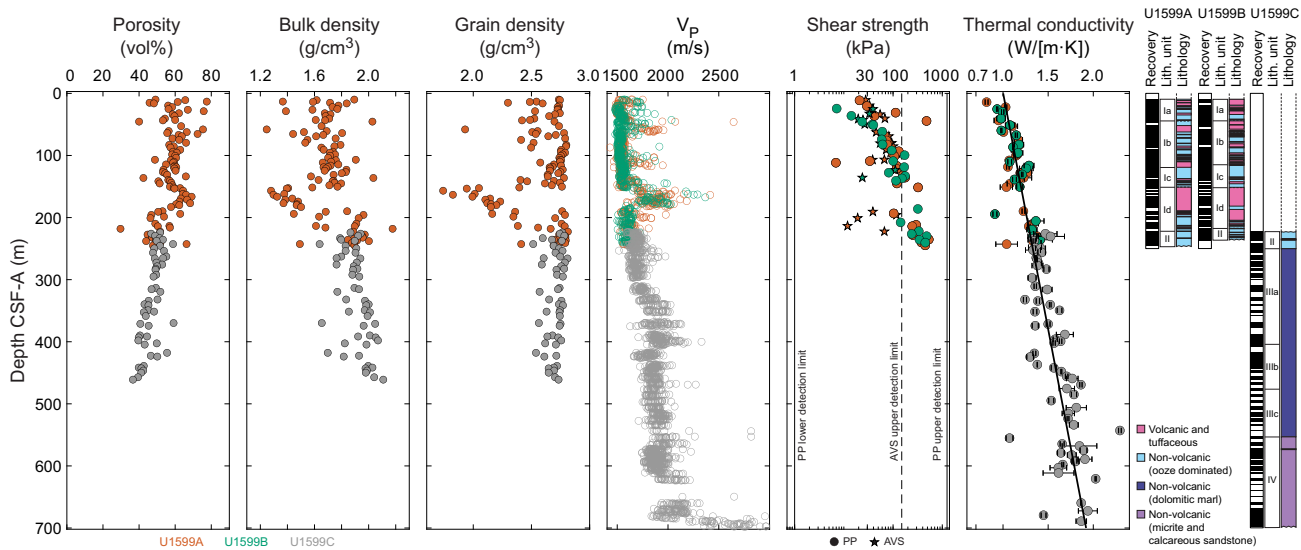 Porosity
(vol%)
Bulk density
(g/cm³)
Grain density
(g/cm³)
VP
(m/s)
Shear strength
(kPa)
Thermal conductivity
(W/[m·K])
U1599A U1599B U1599C
Recovery
Lith. unit
Lithology
Recovery
Lith. unit
Lithology
Recovery
Lith. unit
Lithology
0 20 40 60 80
1.2 1.5 1.8 2.1
2.0 2.5 3.0
1500 2000 2500
1 30 100 1000
0.7 1.0 1.5 2.0
Depth CSF-A (m)
0
100
200
300
400
500
600
700
PP lower detection limit
AVS upper detection limit
PP upper detection limit
Ia
Ib
Ic
Id
II
Ia
Ib
Ic
Id
II
II
IIIa
IIIb
IIIc
IV
Volcanic and
tuffaceous
Non-volcanic
(ooze dominated)
Non-volcanic
(dolomitic marl)
Non-volcanic
(micrite and
calcareous sandstone)
U1599A U1599B U1599C
PP AVS